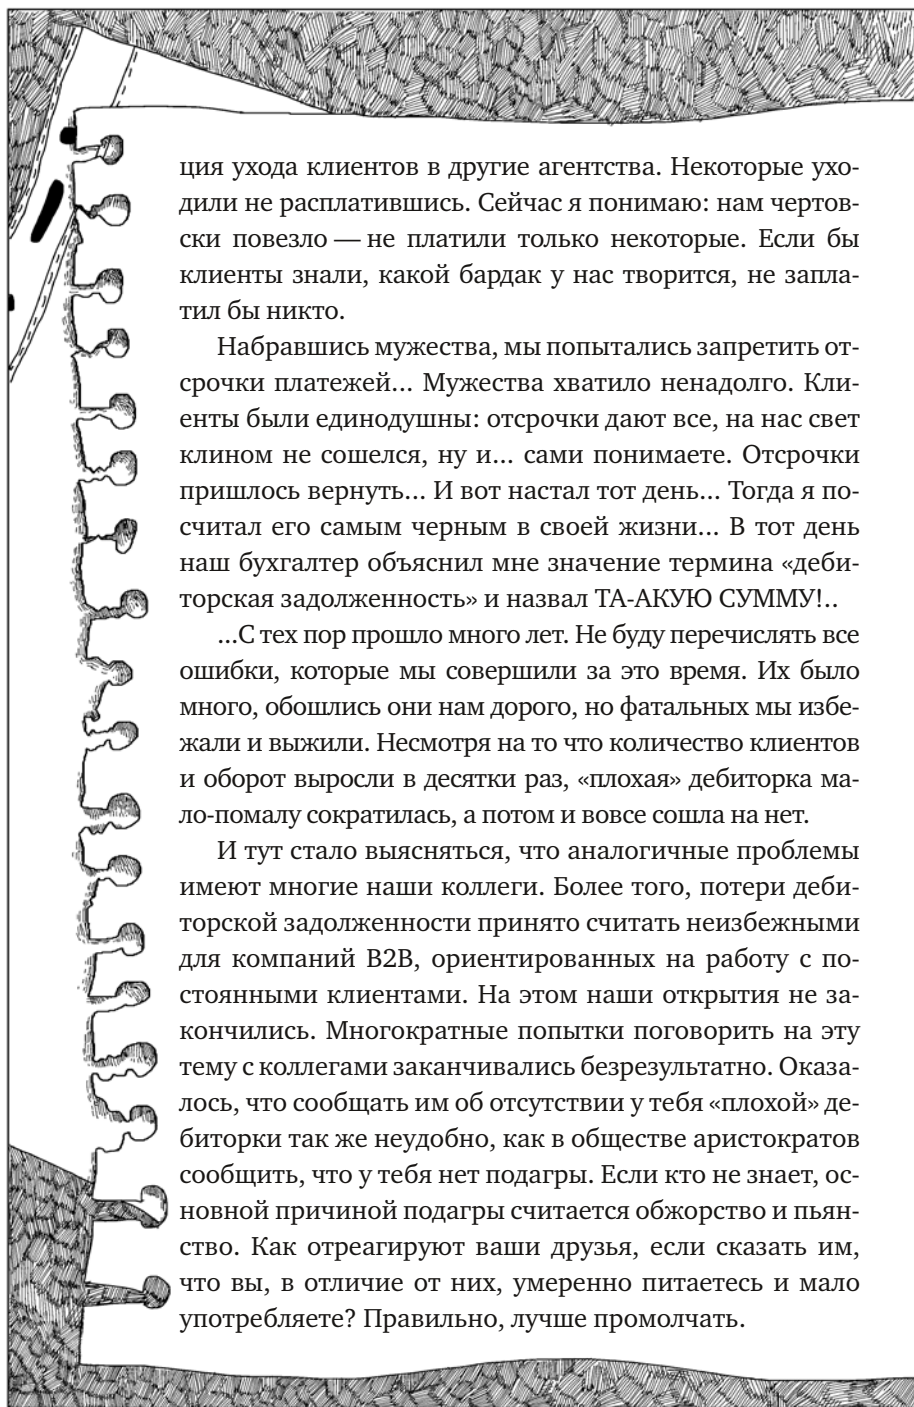 ция ухода клиентов в другие агентства. Некоторые ухо-
дили не расплатившись. Сейчас я понимаю: нам чертов-
ски повезло — не платили только некоторые. Если бы
клиенты знали, какой бардак у нас творится, не запла-
тил бы никто.
Набравшись мужества, мы попытались запретить от-
срочки платежей... Мужества хватило ненадолго. Кли-
енты были единодушны: отсрочки дают все, на нас свет
клином не сошелся, ну и... сами понимаете. Отсрочки
пришлось вернуть... И вот настал тот день... Тогда я по-
считал его самым черным в своей жизни... В тот день
наш бухгалтер объяснил мне значение термина «деби-
торская задолженность» и назвал ТА-АКУЮ СУММУ!..
...С тех пор прошло много лет. Не буду перечислять все
ошибки, которые мы совершили за это время. Их было
много, обошлись они нам дорого, но фатальных мы избе-
жали и выжили. Несмотря на то что количество клиентов
и оборот выросли в десятки раз, «плохая» дебиторка ма-
ло-помалу сократилась, а потом и вовсе сошла на нет.
И тут стало выясняться, что аналогичные проблемы
имеют многие наши коллеги. Более того, потери деби-
торской задолженности принято считать неизбежными
для компаний B2B, ориентированных на работу с по-
стоянными клиентами. На этом наши открытия не за-
кончились. Многократные попытки поговорить на эту
тему с коллегами заканчивались безрезультатно. Оказа-
лось, что сообщать им об отсутствии у тебя «плохой» де-
биторки так же неудобно, как в обществе аристократов
сообщить, что у тебя нет подагры. Если кто не знает, ос-
новной причиной подагры считается обжорство и пьян-
ство. Как отреагируют ваши друзья, если сказать им,
что вы, в отличие от них, умеренно питаетесь и мало
употребляете? Правильно, лучше промолчать.